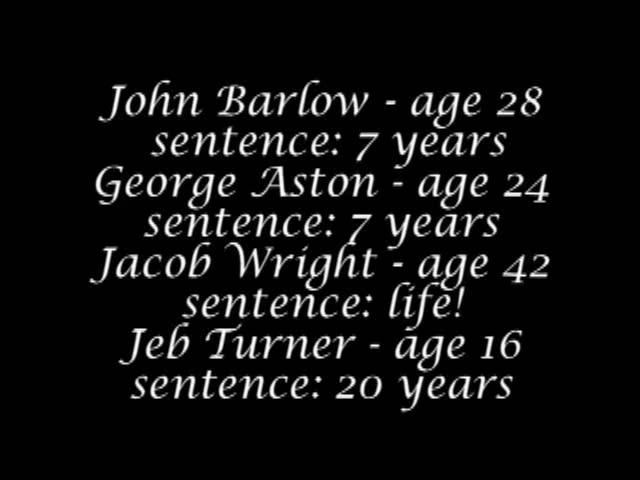 John Barlow - age 28
sentence: 7 years
George Aston - age 24
sentence: 7 years
Jacob Wright - age 42
sentence: life!
Jeb Turner - age 16
sentence: 20 years